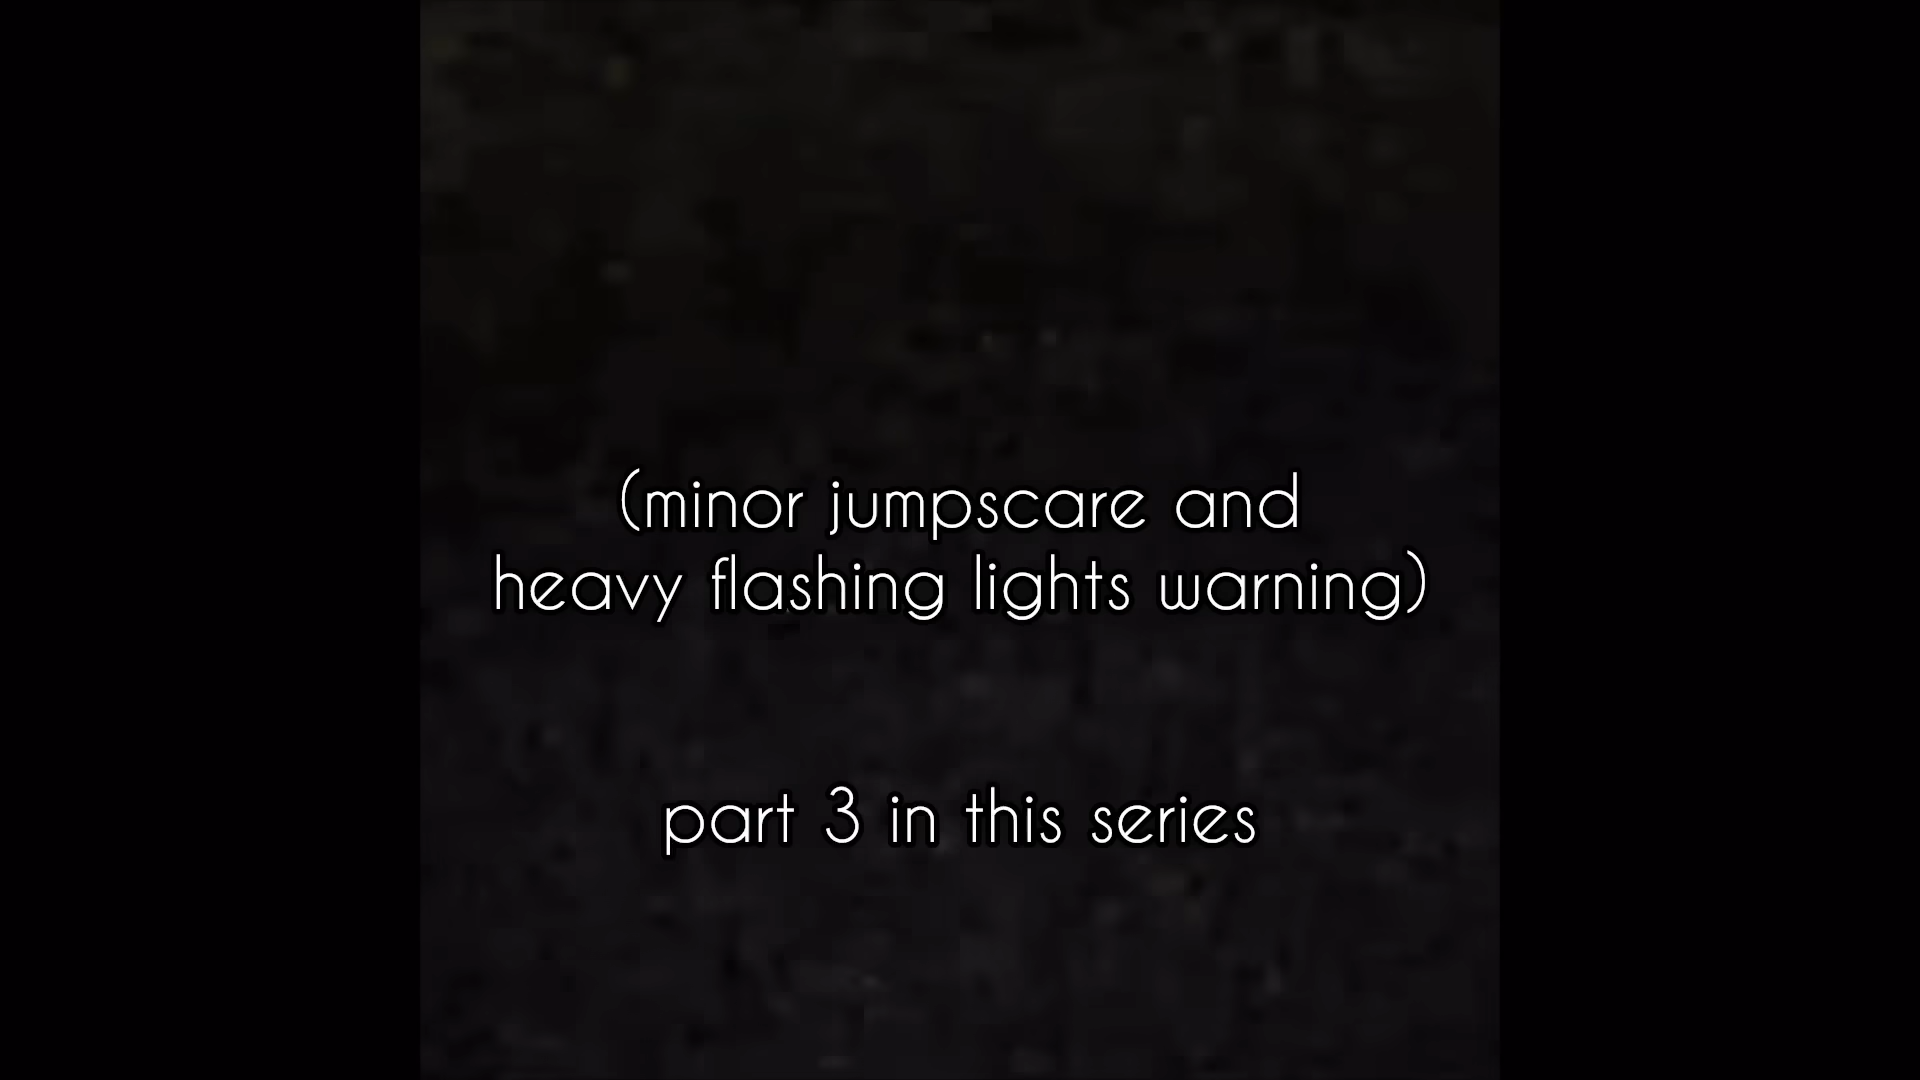 (minor jumpscare and
heavy flashing lights warning)
part 3 in this series